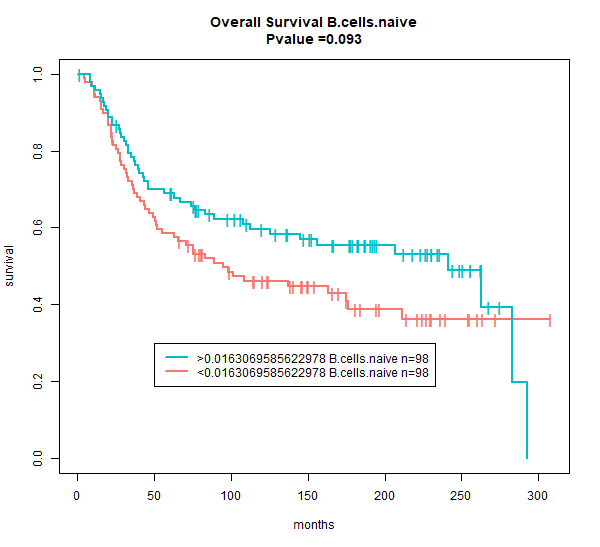 Overall Survival B.cells.naive
Pvalue =0.093
survival
1.0
0.8
0.6
0.4
0.2
0.0
>0.0163069585622978 B.cells.naive n=98
<0.0163069585622978 B.cells.naive n=98
0 50 100 150 200 250 300
months